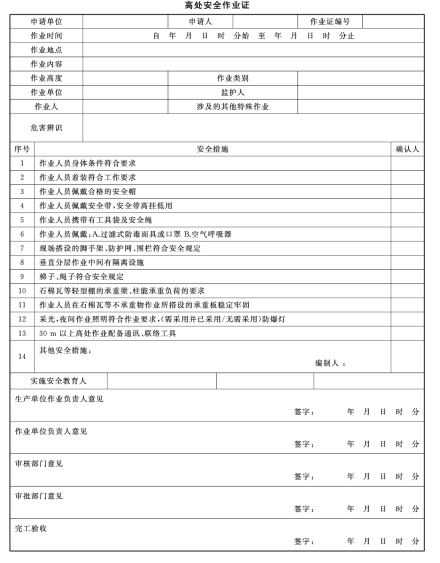 高处安全作业证
申请单位 申请人 作业证编号
作业时间 自 年 月 日 时 分始 至 年 月 日 时 分止
作业地点
作业内容
作业高度 作业类别
作业单位 监护人
作业人 涉及的其他特殊作业
危害辨识
序号 安全措施 确认人
1 作业人员身体条件符合要求
2 作业人员着装符合工作要求
3 作业人员佩戴合格的安全帽
4 作业人员佩戴安全带,安全带高挂低用
5 作业人员携带有工具袋及安全绳
6 作业人员佩戴:A.过滤式防毒面具或口罩 B.空气呼吸器
7 现场搭设的脚手架、防护网、围栏符合安全规定
8 垂直分层作业中间有隔离设施
9 梯子、绳子符合安全规定
10 石棉瓦等轻型棚的承重梁、柱能承重负荷的要求
11 作业人员在石棉瓦等不承重物作业所搭设的承重板稳定牢固
12 采光,夜间作业照明符合作业要求,(需采用并已采用/无需采用)防爆灯
13 30 m 以上高处作业配备通讯、联络工具
14 其他安全措施:
编制人:
实施安全教育人
生产单位作业负责人意见
签字: 年 月 日 时 分
作业单位负责人意见
签字: 年 月 日 时 分
审核部门意见
签字: 年 月 日 时 分
审批部门意见
签字: 年 月 日 时 分
完工验收
签字: 年 月 日 时 分